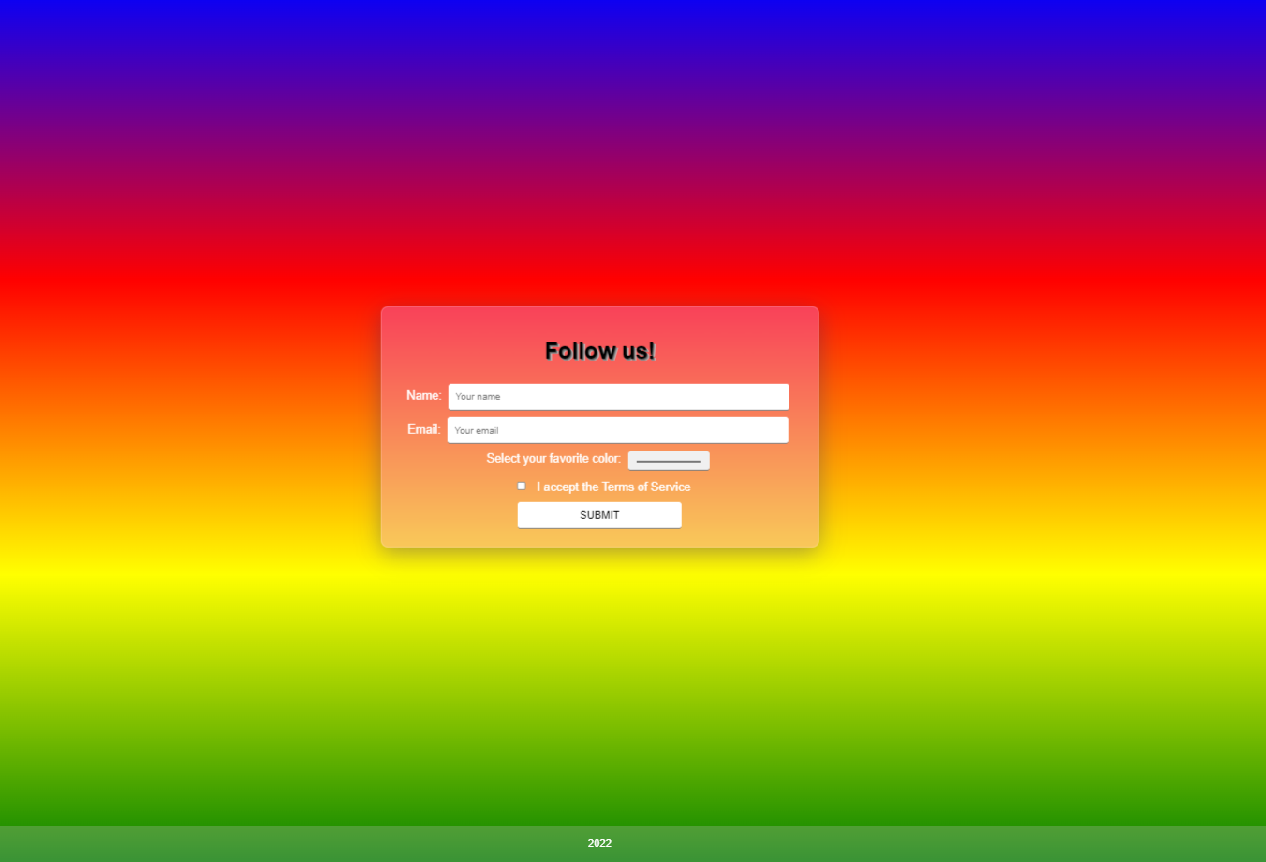 Follow us!
Name: Your name
Email: Your email
Select your favorite color:
I accept the Terms of Service
SUBMIT
2022